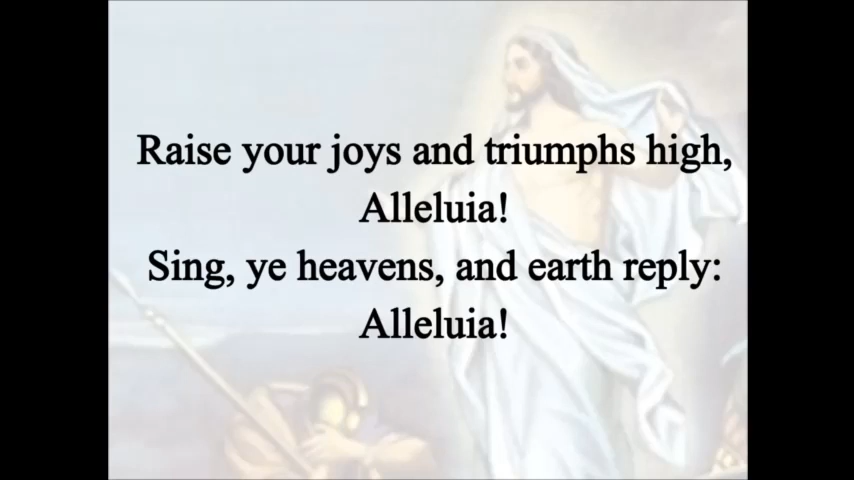 Raise your joys and triumphs high,
Alleluia!
Sing, ye heavens, and earth reply:
Alleluia!